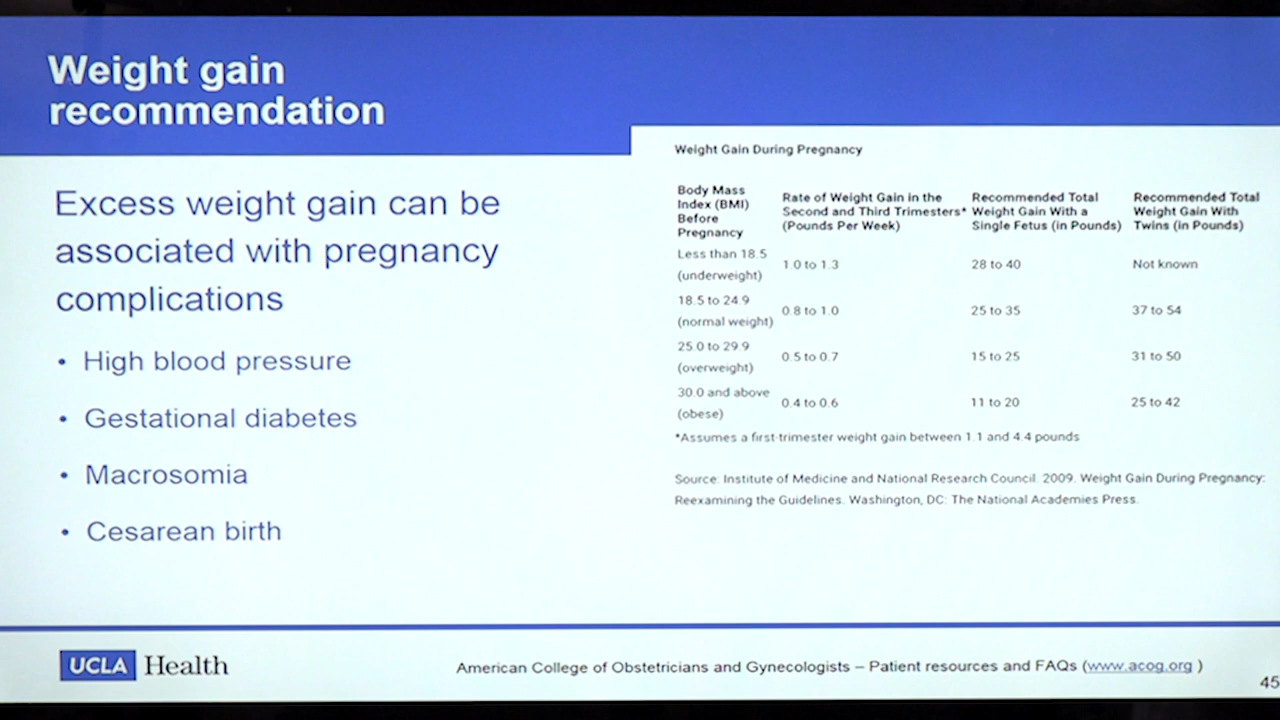 Weight gain
recommendation
Excess weight gain can be
associated with pregnancy
complications
• High blood pressure
• Gestational diabetes
• Macrosomia
• Cesarean birth
Weight Gain During Pregnancy
Body Mass Index (BMI) Before Pregnancy Rate of Weight Gain in the Second and Third Trimesters* (Pounds Per Week) Recommended Total Weight Gain With a Single Fetus (in Pounds) Recommended Total Weight Gain With Twins (in Pounds)
Less than 18.5 (underweight) 1.0 to 1.3 28 to 40 Not known
18.5 to 24.9 (normal weight) 0.8 to 1.0 25 to 35 37 to 54
25.0 to 29.9 (overweight) 0.5 to 0.7 15 to 25 31 to 50
30.0 and above (obese) 0.4 to 0.6 11 to 20 25 to 42
*Assumes a first-trimester weight gain between 1.1 and 4.4 pounds
Source: Institute of Medicine and National Research Council. 2009. Weight Gain During Pregnancy:
Reexamining the Guidelines. Washington, DC: The National Academies Press.
UCLA Health
American College of Obstetricians and Gynecologists – Patient resources and FAQs (www.acog.org )
45